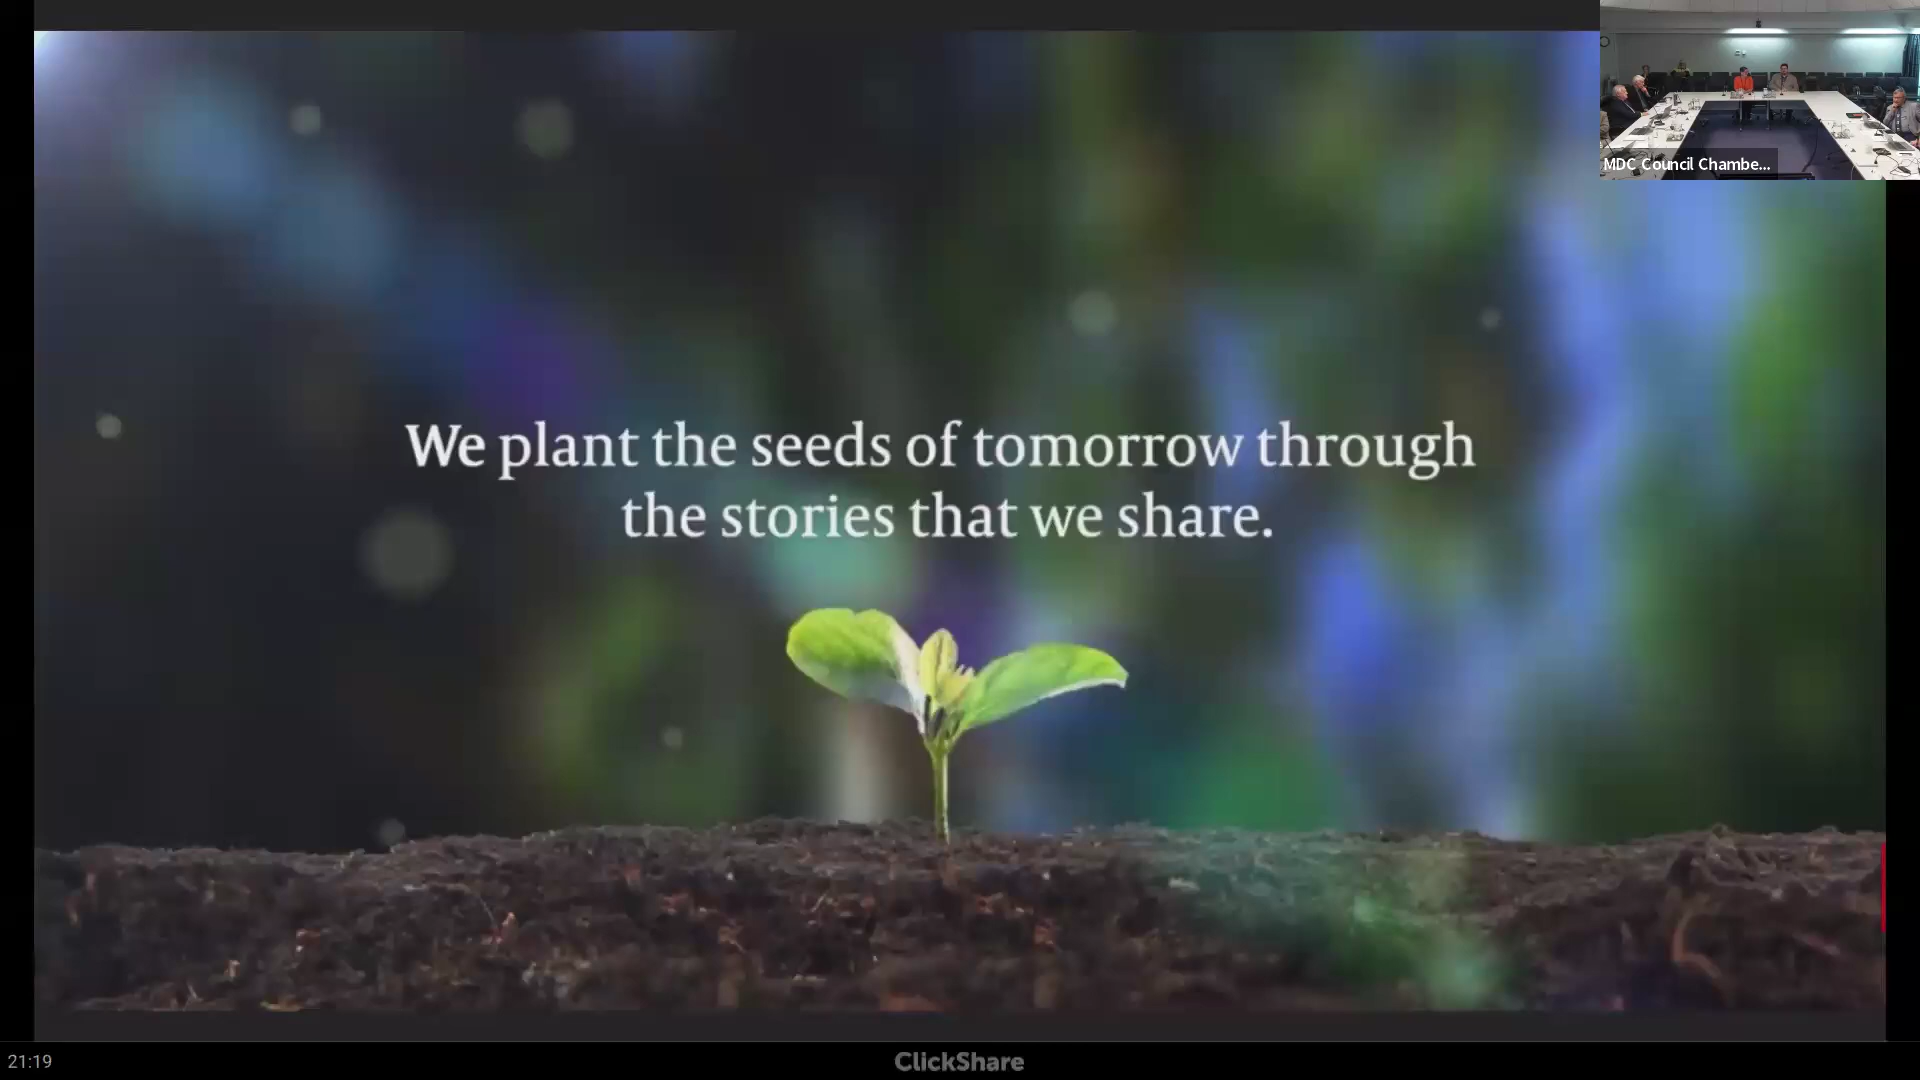 MDC Council Chambe...
We plant the seeds of tomorrow through
the stories that we share.
21:19
ClickShare